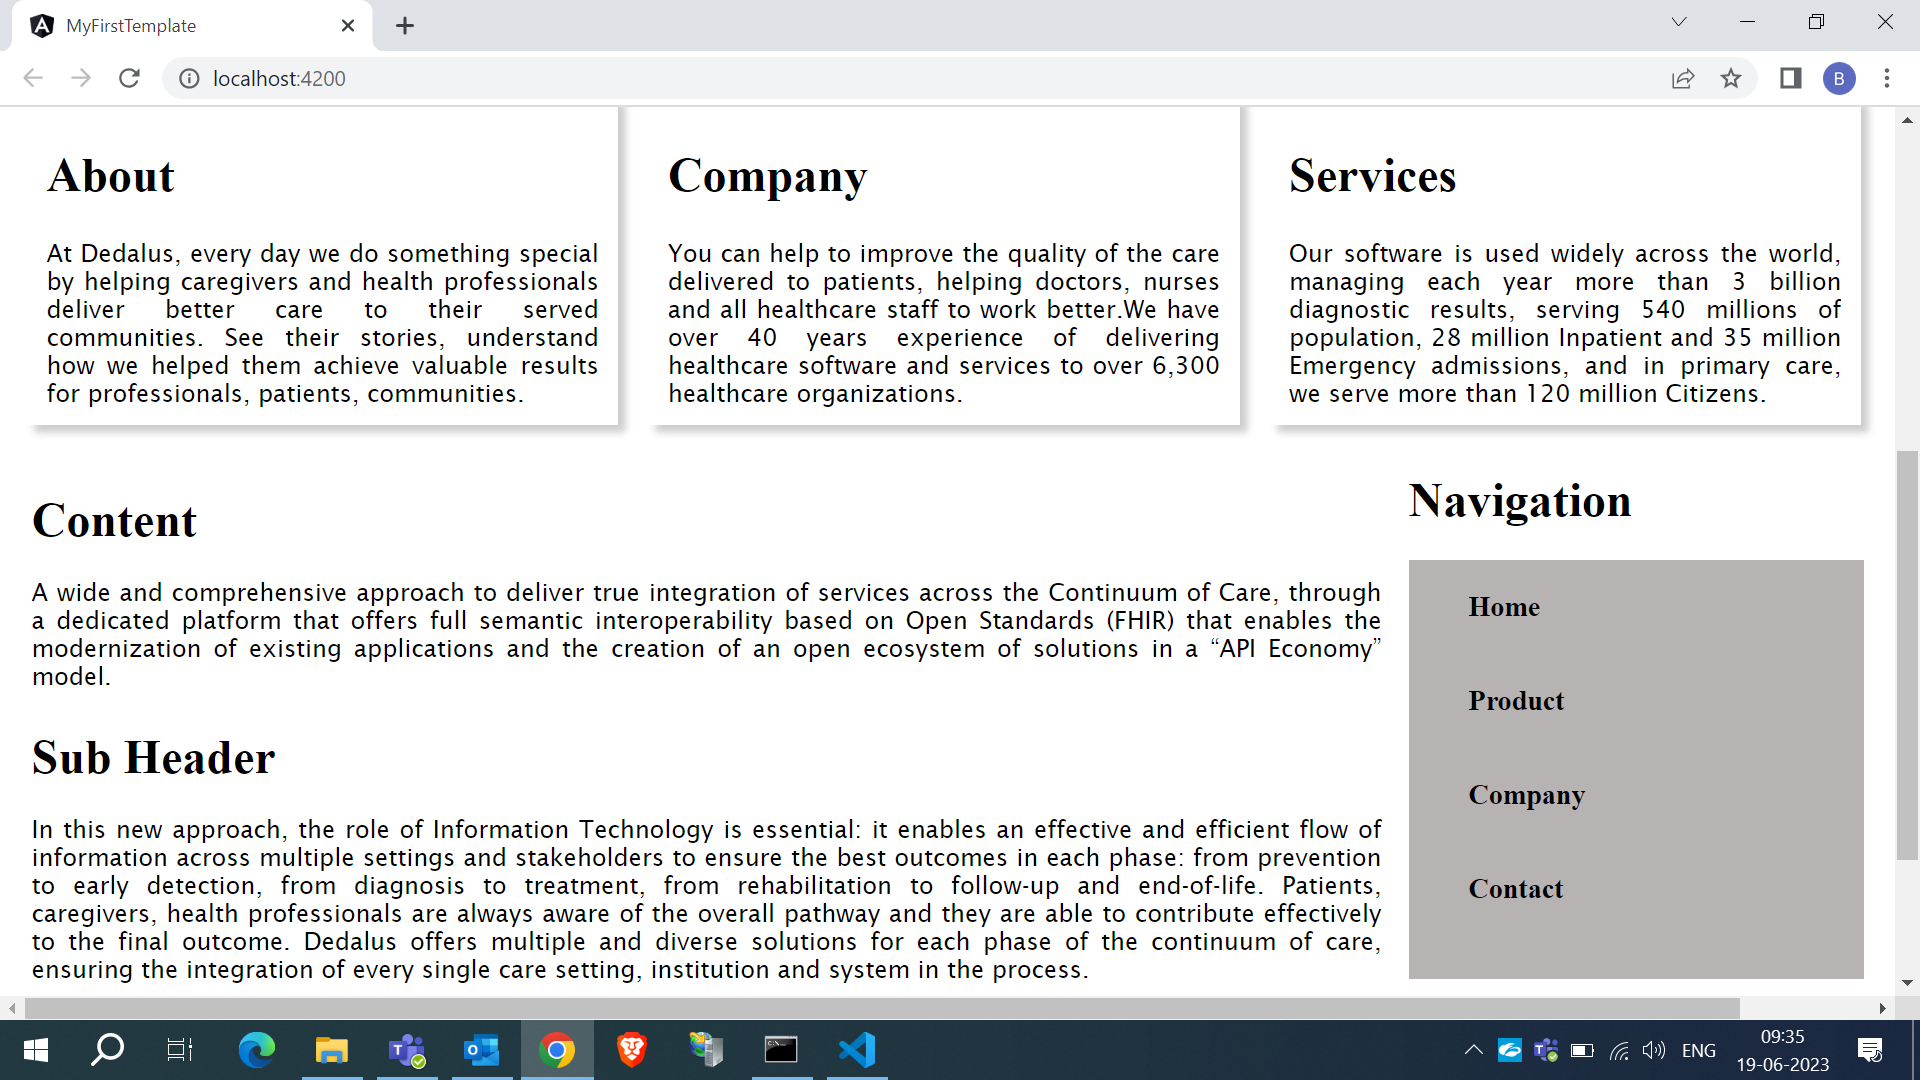 MyFirstTemplate
localhost:4200
B
About
At Dedalus, every day we do something special
by helping caregivers and health professionals
deliver better care to their served
communities. See their stories, understand
how we helped them achieve valuable results
for professionals, patients, communities.
Company
You can help to improve the quality of the care
delivered to patients, helping doctors, nurses
and all healthcare staff to work better.We have
over 40 years experience of delivering
healthcare software and services to over 6,300
healthcare organizations.
Services
Our software is used widely across the world,
managing each year more than 3 billion
diagnostic results, serving 540 millions of
population, 28 million Inpatient and 35 million
Emergency admissions, and in primary care,
we serve more than 120 million Citizens.
Content
A wide and comprehensive approach to deliver true integration of services across the Continuum of Care, through
a dedicated platform that offers full semantic interoperability based on Open Standards (FHIR) that enables the
modernization of existing applications and the creation of an open ecosystem of solutions in a “API Economy”
model.
Sub Header
In this new approach, the role of Information Technology is essential: it enables an effective and efficient flow of
information across multiple settings and stakeholders to ensure the best outcomes in each phase: from prevention
to early detection, from diagnosis to treatment, from rehabilitation to follow-up and end-of-life. Patients,
caregivers, health professionals are always aware of the overall pathway and they are able to contribute effectively
to the final outcome. Dedalus offers multiple and diverse solutions for each phase of the continuum of care,
ensuring the integration of every single care setting, institution and system in the process.
Navigation
Home
Product
Company
Contact
ENG
09:35
19-06-2023